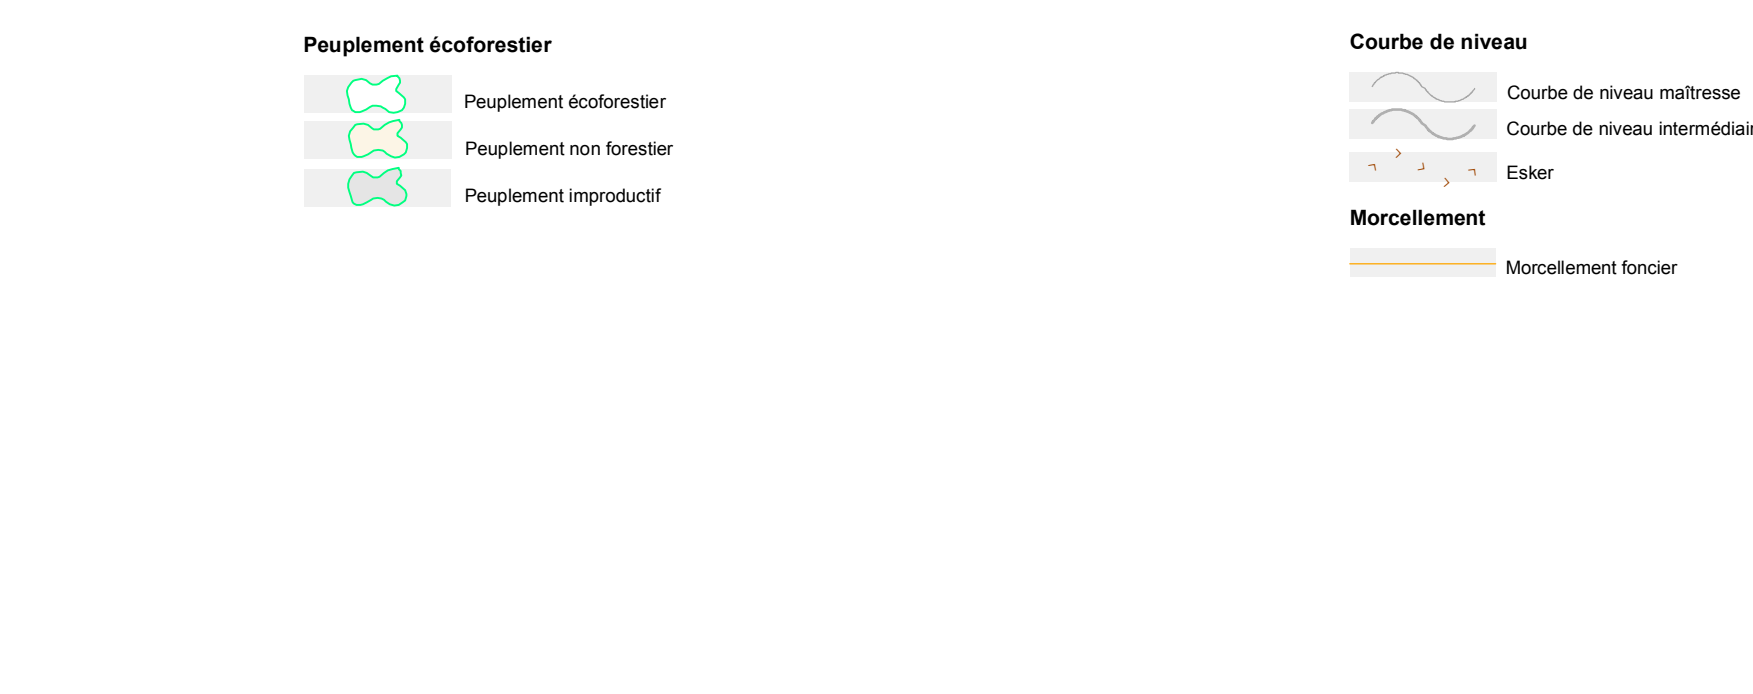 Peuplement écoforestier
Peuplement écoforestier
Peuplement non forestier
Peuplement improductif
Courbe de niveau
Courbe de niveau maîtresse
Courbe de niveau
Esker
Morcellement
Morcellement foncier